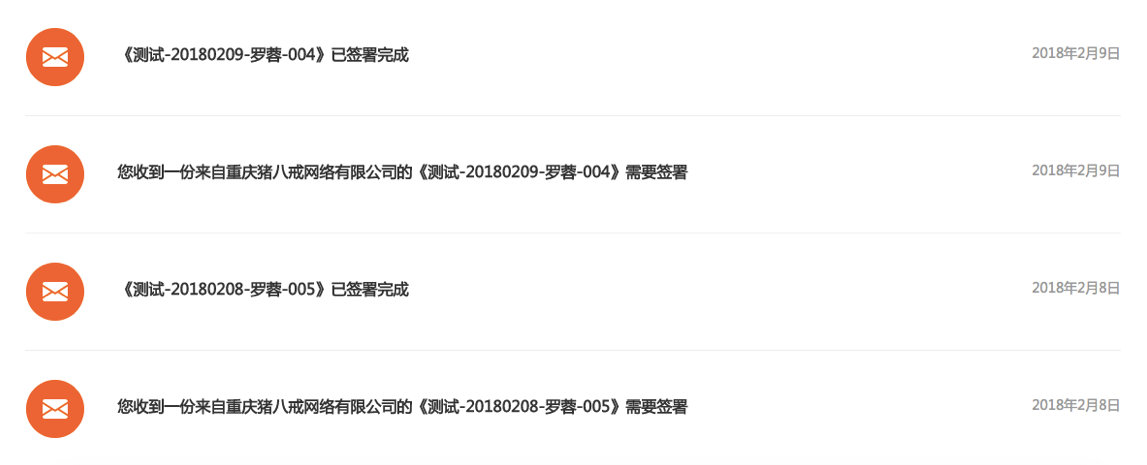 《测试-20180209-罗蓉-004》已签署完成
2018年2月9日
您收到一份来自重庆猪八戒网络有限公司的《测试-20180209-罗蓉-004》需要签署
2018年2月9日
《测试-20180208-罗蓉-005》已签署完成
2018年2月8日
您收到一份来自重庆猪八戒网络有限公司的《测试-20180208-罗蓉-005》需要签署
2018年2月8日